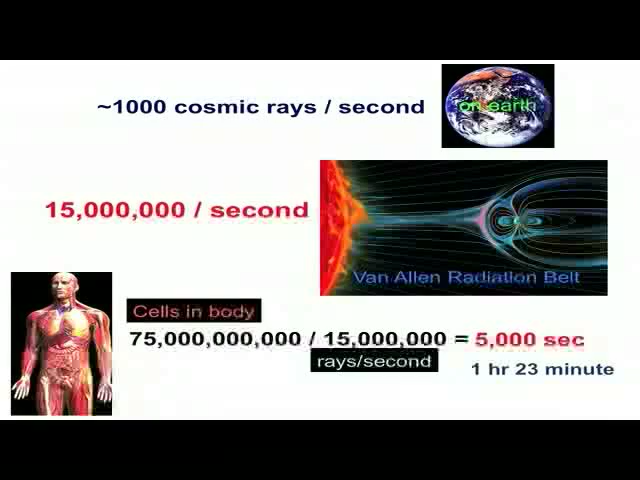 ~1000 cosmic rays / second
on earth
15,000,000 / second
Van Allen Radiation Belt
Cells in body
75,000,000,000 / 15,000,000 = 5,000 sec
rays/second
1 hr 23 minute